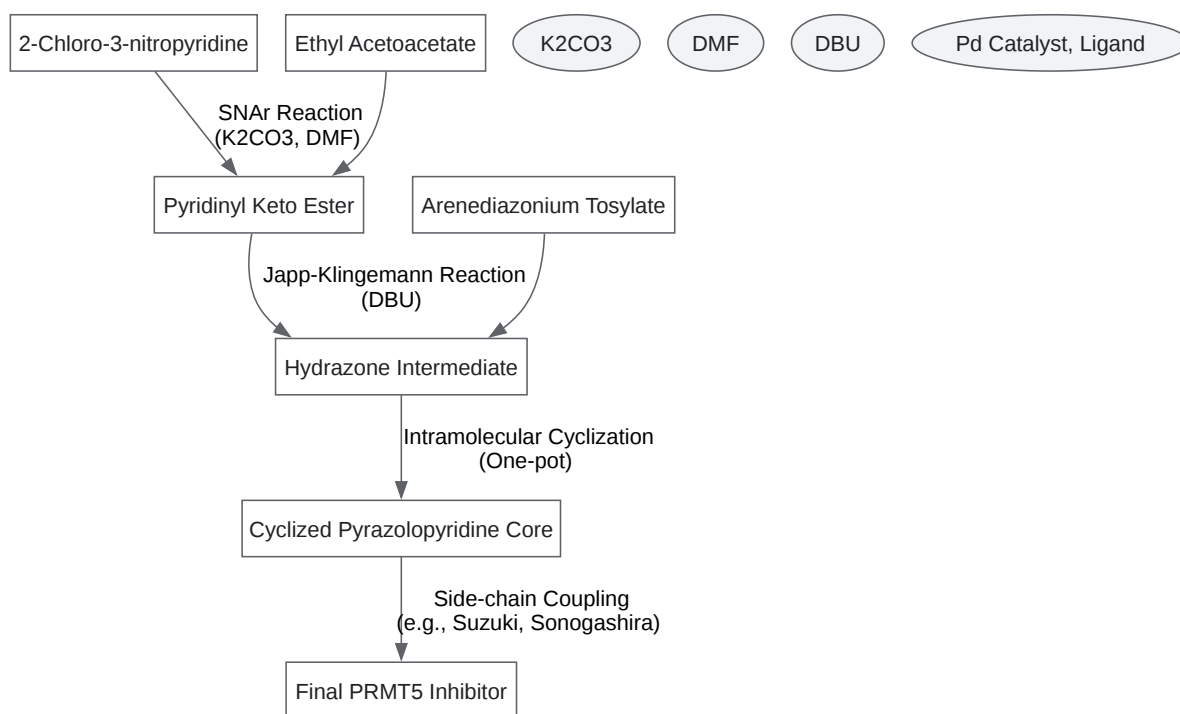 2-Chloro-3-nitropyridine
Ethyl Acetoacetate
K2CO3
DMF
DBU
Pd Catalyst, Ligand
SNAr Reaction
(K2CO3, DMF)
Pyridinyl Keto Ester
Arenediazonium Tosylate
Japp-Klingemann Reaction
(DBU)
Hydrazone Intermediate
Intramolecular Cyclization
(One-pot)
Cyclized Pyrazolopyridine Core
Side-chain Coupling
(e.g., Suzuki, Sonogashira)
Final PRMT5 Inhibitor